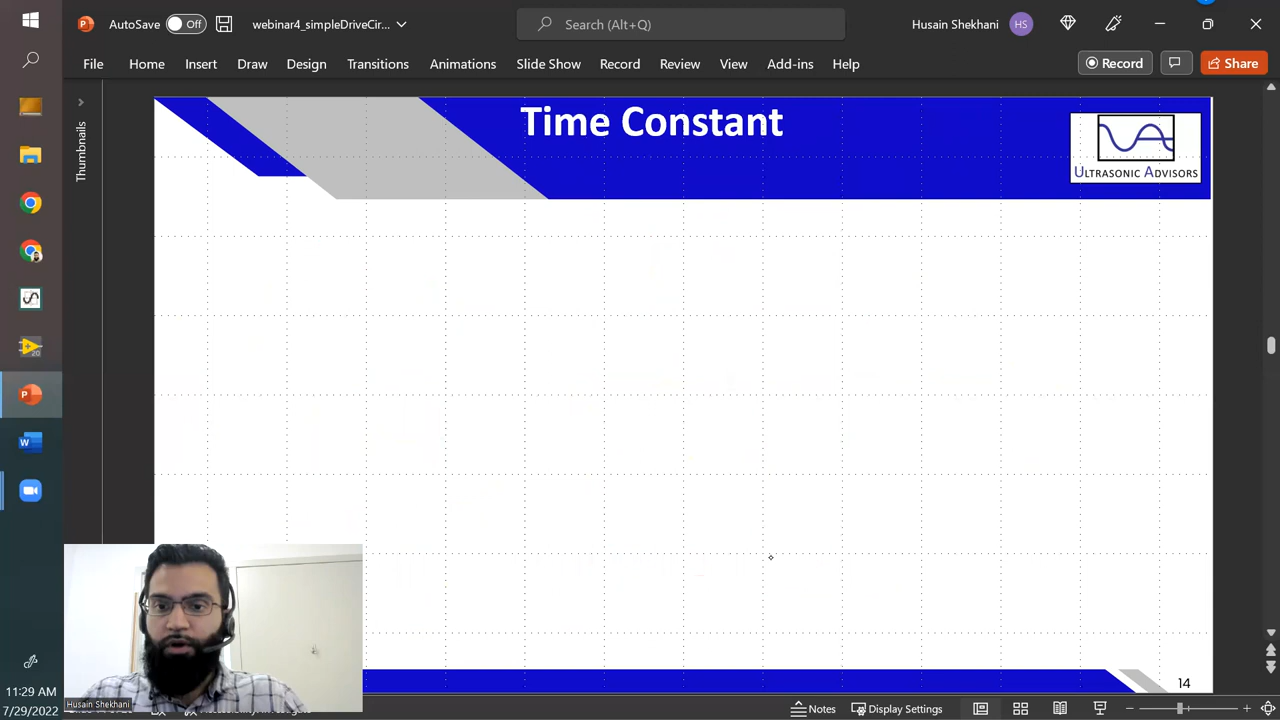 AutoSave
Off
webinar4_simpleDriveCir...
Search (Alt+Q)
Husain Shekhani
HS
File
Home
Insert
Draw
Design
Transitions
Animations
Slide Show
Record
Review
View
Add-ins
Help
Record
Share
Thumbnails
Time Constant
ULTRASONIC ADVISORS
14
11:29 AM
7/29/2022
Husain Shekhani
Notes
Display Settings